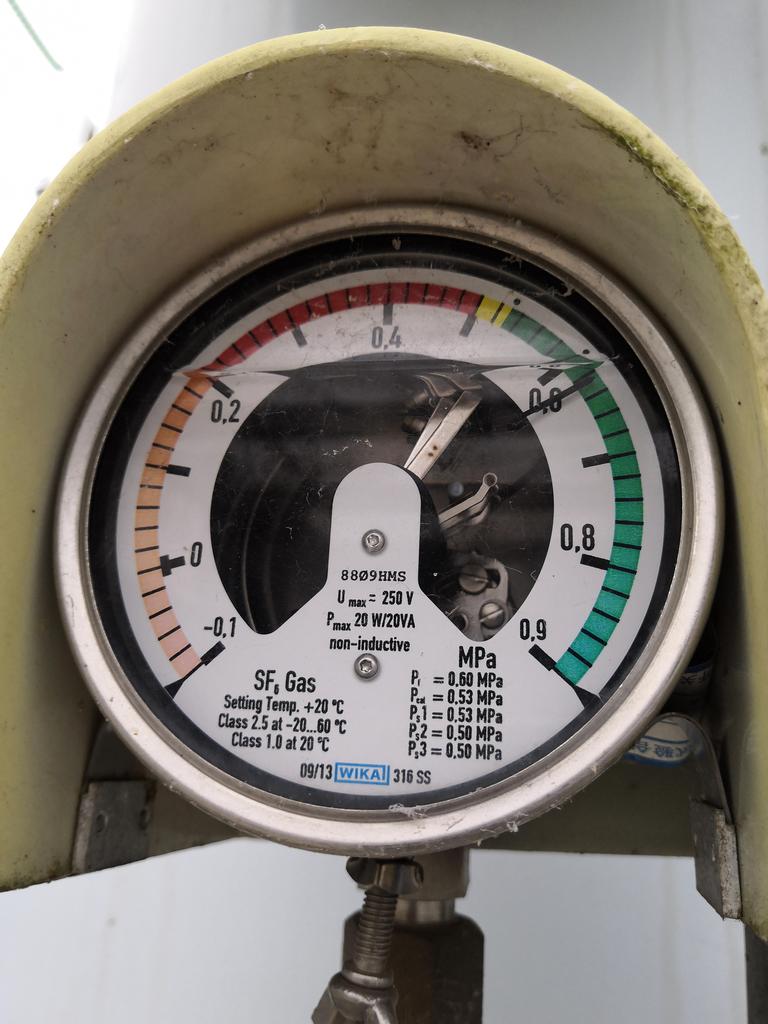 0,4
0,2
0,6
0
0,8
-0,1
0,9
88Ø9HMS
U max = 250 V
P max 20 W/20VA
non-inductive
MPa
SF6 Gas
Setting Temp. +20 °C
Class 2.5 at -20...60 °C
Class 1.0 at 20 °C
Pf = 0.60 MPa
Pcal = 0.53 MPa
Ps1 = 0.53 MPa
Ps2 = 0.50 MPa
Ps3 = 0.50 MPa
09/13 WIKA 316 SS